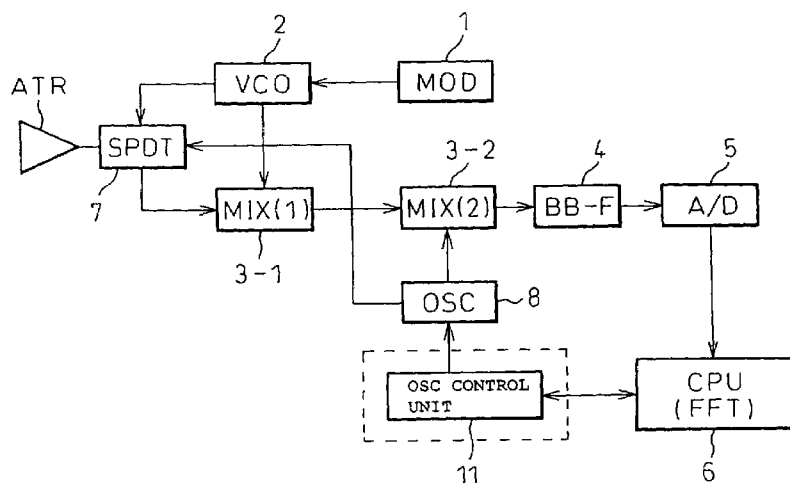 2
1
ATR
VCO
MOD
SPDT
3-2
4
5
7
MIX(1)
MIX(2)
BB-F
A/D
3-1
OSC
8
OSC CONTROL
UNIT
CPU
(FFT)
11
6